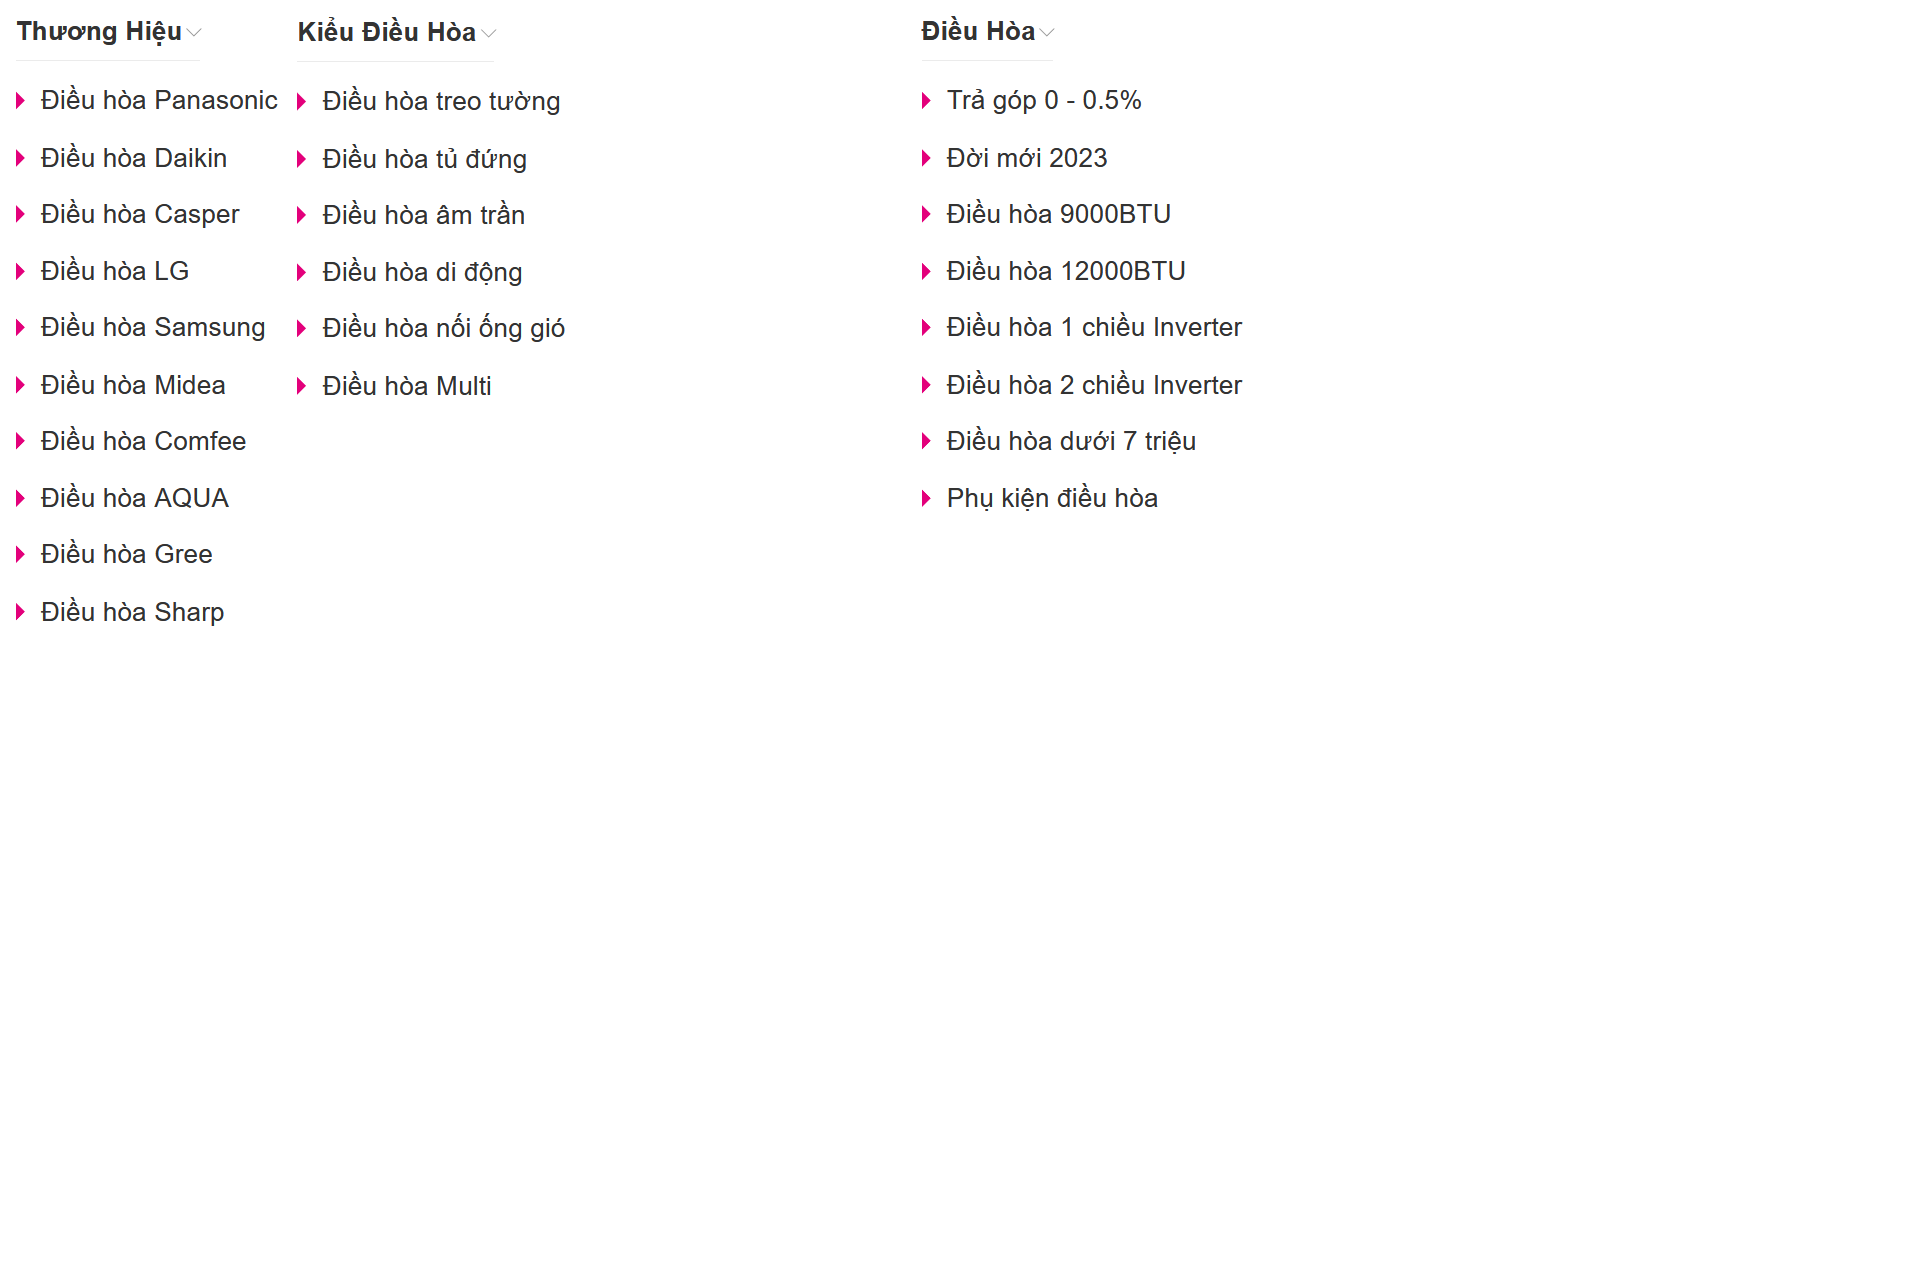 Thương Hiệu
Điều hòa Panasonic
Điều hòa Daikin
Điều hòa Casper
Điều hòa LG
Điều hòa Samsung
Điều hòa Midea
Điều hòa Comfee
Điều hòa AQUA
Điều hòa Gree
Điều hòa Sharp
Kiểu Điều Hòa
Điều hòa treo tường
Điều hòa tủ đứng
Điều hòa âm trần
Điều hòa di động
Điều hòa nối ống gió
Điều hòa Multi
Điều Hòa
Trả góp 0 - 0.5%
Đời mới 2023
Điều hòa 9000BTU
Điều hòa 12000BTU
Điều hòa 1 chiều Inverter
Điều hòa 2 chiều Inverter
Điều hòa dưới 7 triệu
Phụ kiện điều hòa